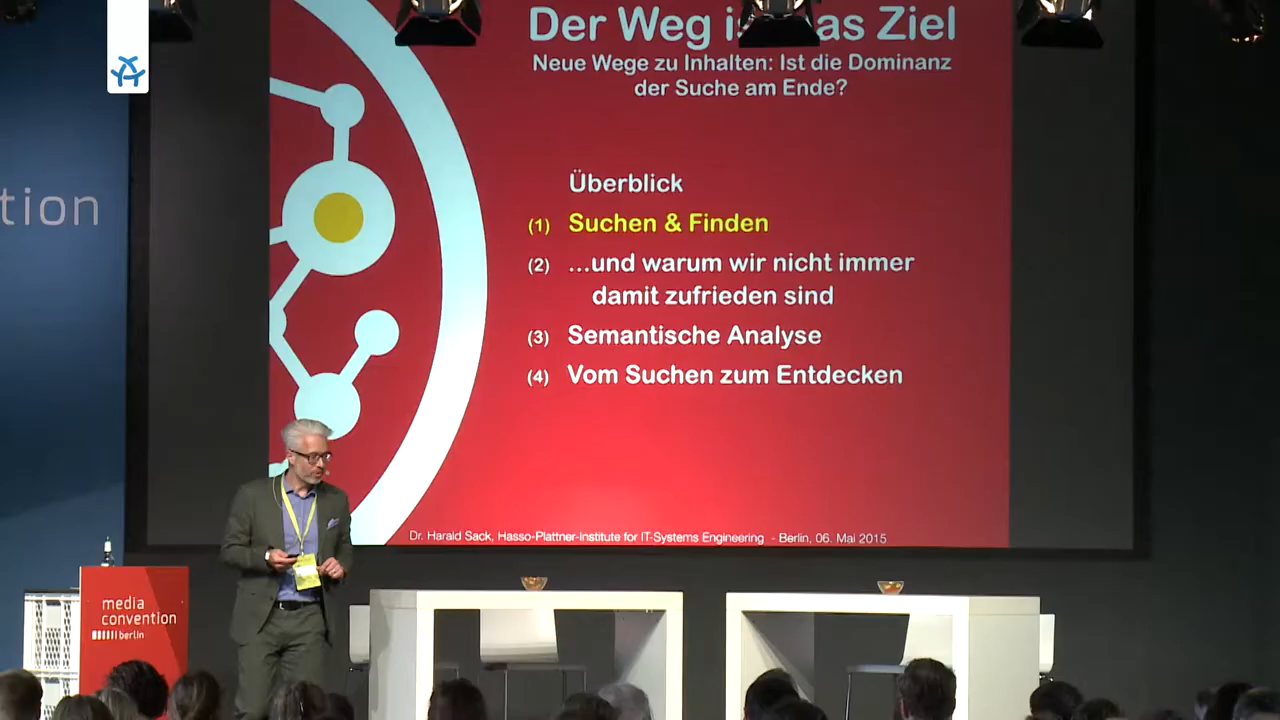 Der Weg is das Ziel
Neue Wege zu Inhalten: Ist die Dominanz
der Suche am Ende?
tion
Überblick
(1) Suchen & Finden
(2) ...und warum wir nicht immer
damit zufrieden sind
(3) Semantische Analyse
(4) Vom Suchen zum Entdecken
Dr. Harald Sack, Hasso-Plattner-Institute for IT-Systems Engineering - Berlin, 06. Mai 2015
media
convention
berlin